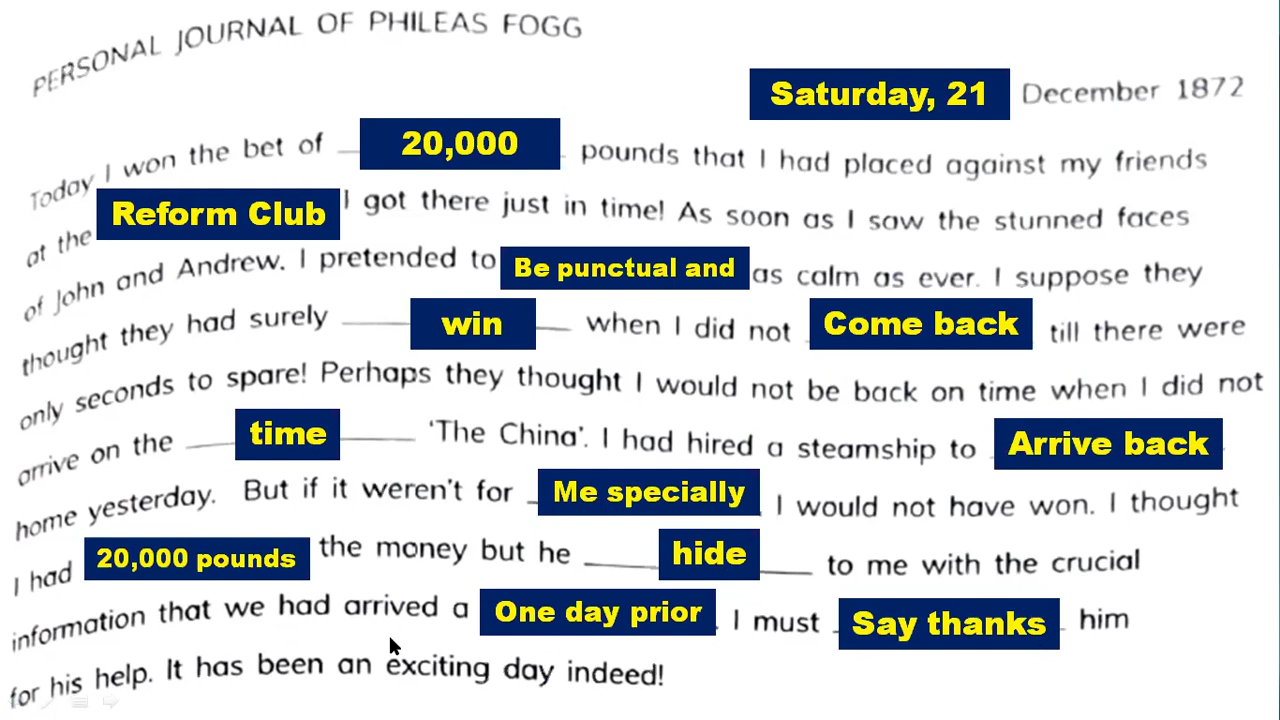 PERSONAL JOURNAL OF PHILEAS FOGG
Saturday, 21 December 1872
Today I won the bet of 20,000 pounds that I had placed against my friends
at the Reform Club I got there just in time! As soon as I saw the stunned faces
of John and Andrew. I pretended to Be punctual and as calm as ever. I suppose they
thought they had surely win when I did not Come back till there were
only seconds to spare! Perhaps they thought I would not be back on time when I did not
arrive on the time 'The China'. I had hired a steamship to Arrive back
home yesterday. But if it weren't for Me specially I would not have won. I thought
I had 20,000 pounds the money but he hide to me with the crucial
information that we had arrived a One day prior I must Say thanks him
for his help. It has been an exciting day indeed!